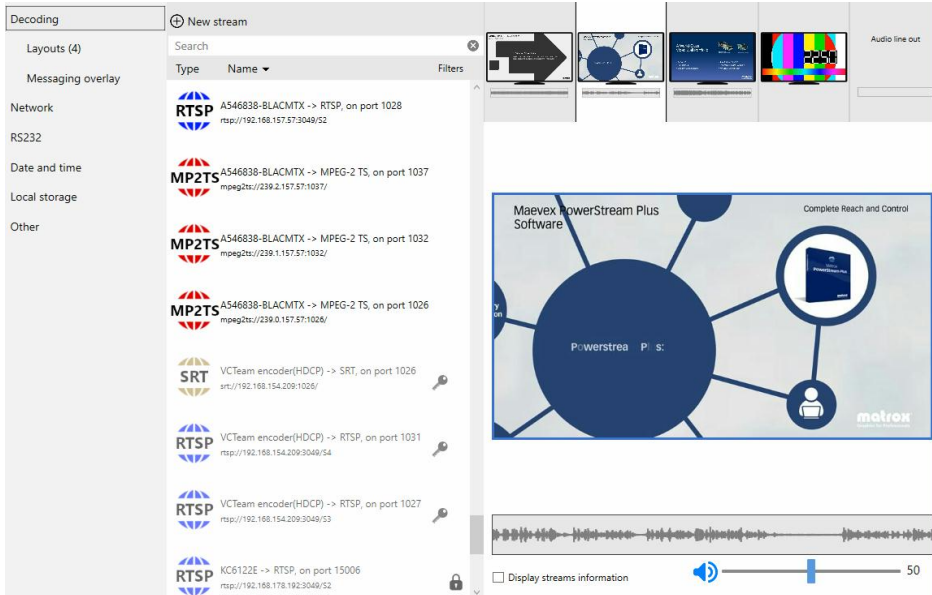 Decoding
Layouts (4)
Messaging overlay
Network
RS232
Date and time
Local storage
Other
New stream
Search
Type Name Filters
RTSP
A546838-BLACMTX -> RTSP, on port 1028
rtsp://192.168.157.57:3049/S2
MP2TS
A546838-BLACMTX -> MPEG-2 TS, on port 1037
mpeg2ts://239.2.157.57:1037/
MP2TS
A546838-BLACMTX -> MPEG-2 TS, on port 1032
mpeg2ts://239.1.157.57:1032/
MP2TS
A546838-BLACMTX -> MPEG-2 TS, on port 1026
mpeg2ts://239.0.157.57:1026/
SRT
VCTeam encoder(HDCP) -> SRT, on port 1026
srt://192.168.154.209:1026/
RTSP
VCTeam encoder(HDCP) -> RTSP, on port 1031
rtsp://192.168.154.209:3049/S4
RTSP
VCTeam encoder(HDCP) -> RTSP, on port 1027
rtsp://192.168.154.209:3049/S3
RTSP
KC6122E -> RTSP, on port 15006
rtsp://192.168.178.192:3049/S2
Audio line out
Maevex PowerStream Plus
Software
Complete Reach and Control
PowerStream Plus
Powerstrea Pl s:
matrox
Display streams information
50